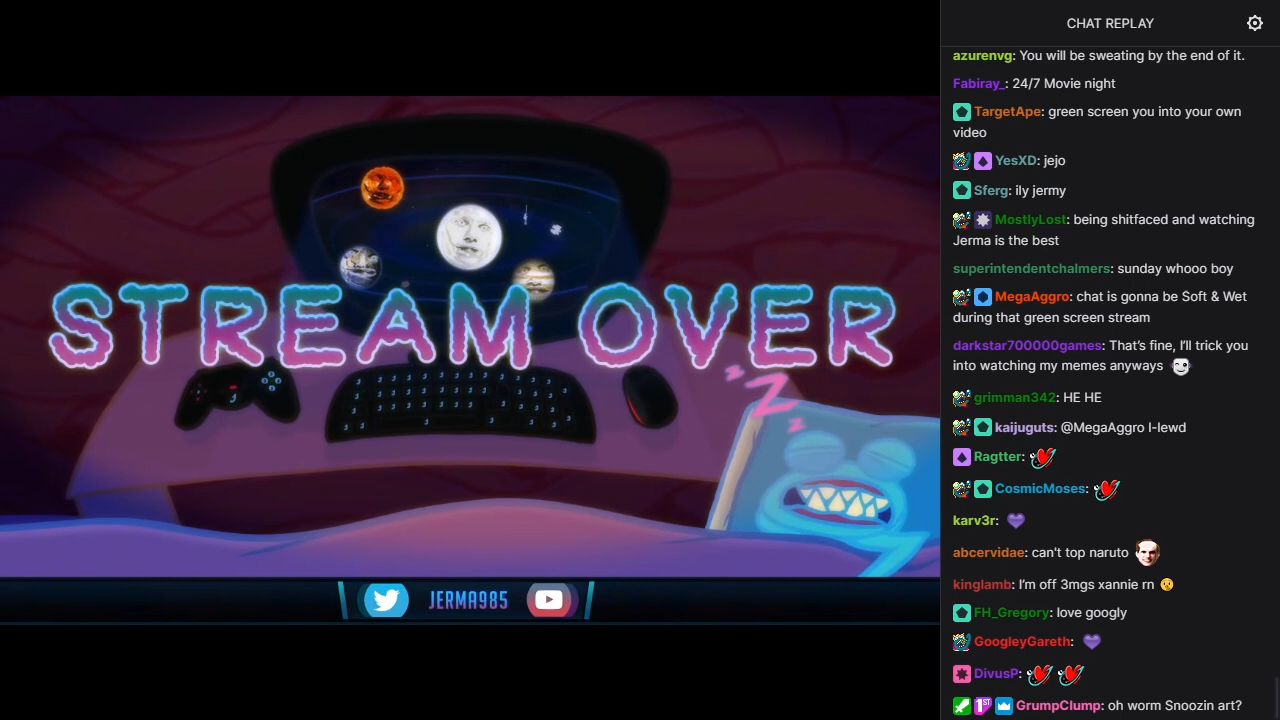 CHAT REPLAY
azurenvg: You will be sweating by the end of it.
Fabiray_: 24/7 Movie night
TargetApe: green screen you into your own
video
YesXD: jejo
Sferg: ily jermy
MostlyLost: being shitfaced and watching
Jerma is the best
superintendentchalmers: sunday whooo boy
MegaAggro: chat is gonna be Soft & Wet
during that green screen stream
darkstar700000games: That's fine, I'll trick you
into watching my memes anyways
grimman342: HE HE
kaijuguts: @MegaAggro l-lewd
Ragtter:
CosmicMoses:
karv3r:
abcervidae: can't top naruto
kinglamb: I'm off 3mgs xannie rn
FH_Gregory: love googly
GoogleyGareth:
DivusP:
1ST GrumpClump: oh worm Snoozin art?
STREAM OVER
z Z z
JERMA985